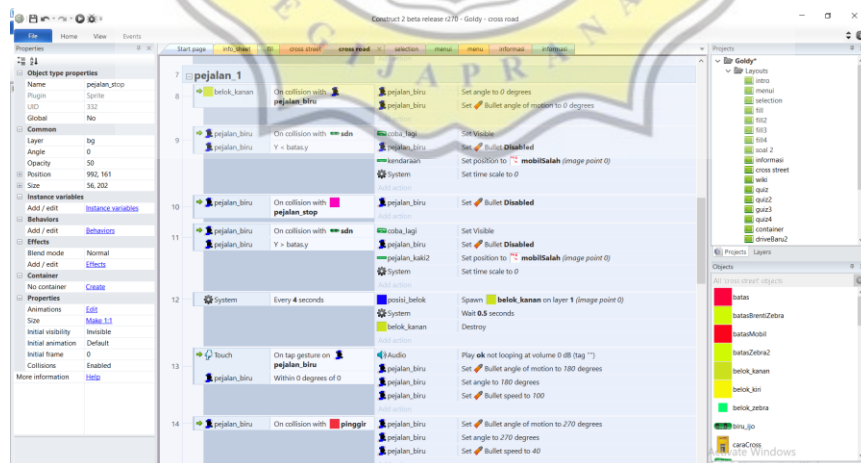 Construct 2 beta release r270 - Goldy - cross road
File Home View Events
Properties
Object type properties
Name pejalan_stop
Plugin Sprite
UID 332
Global No
Common
Layer bg
Angle 0
Opacity 50
Position 992, 161
Size 56, 202
Instance variables
Add / edit Instance variables
Behaviors
Add / edit Behaviors
Effects
Blend mode Normal
Add / edit Effects
Container
No container Create
Properties
Animations Edit
Size Make 1:1
Initial visibility Invisible
Initial animation Default
Initial frame 0
Collisions Enabled
More information Help
Start page info_sheet fill cross street cross road selection menui menu informasi informasi
EGIJAPRANA
7 pejalan_1
8 belok_kanan On collision with pejalan_biru
pejalan_biru Set angle to 0 degrees
pejalan_biru Set Bullet angle of motion to 0 degrees
9 pejalan_biru On collision with sdn
pejalan_biru Y < batas.y
coba_lagi Set Visible
pejalan_biru Set Bullet Disabled
kendaraan Set position to mobilSalah (image point 0)
System Set time scale to 0
Add action
10 pejalan_biru On collision with pejalan_stop
pejalan_biru Set Bullet Disabled
Add action
11 pejalan_biru On collision with sdn
pejalan_biru Y > batas.y
coba_lagi Set Visible
pejalan_biru Set Bullet Disabled
pejalan_kaki2 Set position to mobilSalah (image point 0)
System Set time scale to 0
Add action
12 System Every 4 seconds
posisi_belok Spawn belok_kanan on layer 1 (image point 0)
System Wait 0.5 seconds
belok_kanan Destroy
Add action
13 Touch On tap gesture on pejalan_biru
pejalan_biru Within 0 degrees of 0
Audio Play ok not looping at volume 0 dB (tag "")
pejalan_biru Set Bullet angle of motion to 180 degrees
pejalan_biru Set angle to 180 degrees
pejalan_biru Set Bullet speed to 100
Add action
14 pejalan_biru On collision with pinggir
pejalan_biru Set Bullet angle of motion to 270 degrees
pejalan_biru Set angle to 270 degrees
pejalan_biru Set Bullet speed to 40
Projects
Goldy*
Layouts
intro
menui
selection
fill
fill2
fill3
fill4
soal 2
informasi
cross street
wiki
quiz
quiz2
quiz3
quiz4
container
driveBaru2
Projects Layers
Objects
All 'cross street' objects
batas
batasBrentiZebra
batasMobil
batasZebra2
belok_kanan
belok_kiri
belok_zebra
biru_ijo
caraCross
Activate Windows